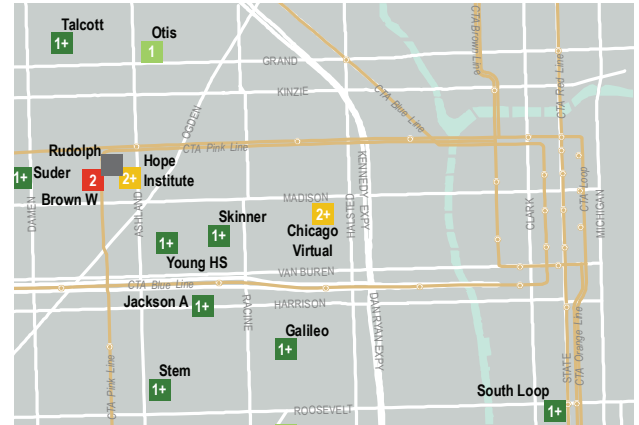 Talcott
1+
Otis
1
GRAND
KINZIE
OGDEN
CTA Brown Line
CTA Red Line
CTA Blue Line
CTA Pink Line
Rudolph
Suder
1+
2
Brown W
2+
Hope
Institute
DAMEN
ASHLAND
MADISON
2+
Chicago
Virtual
HALSTED
KENNEDY EXPY
CLARK
CTA Loop
MICHIGAN
Skinner
1+
1+
Young HS
VAN BUREN
CTA Blue Line
Jackson A
1+
RACINE
HARRISON
DAN RYAN EXPY
Galileo
1+
CTA Pink Line
Stem
1+
ROOSEVELT
South Loop
1+
STATE
CTA Orange Line